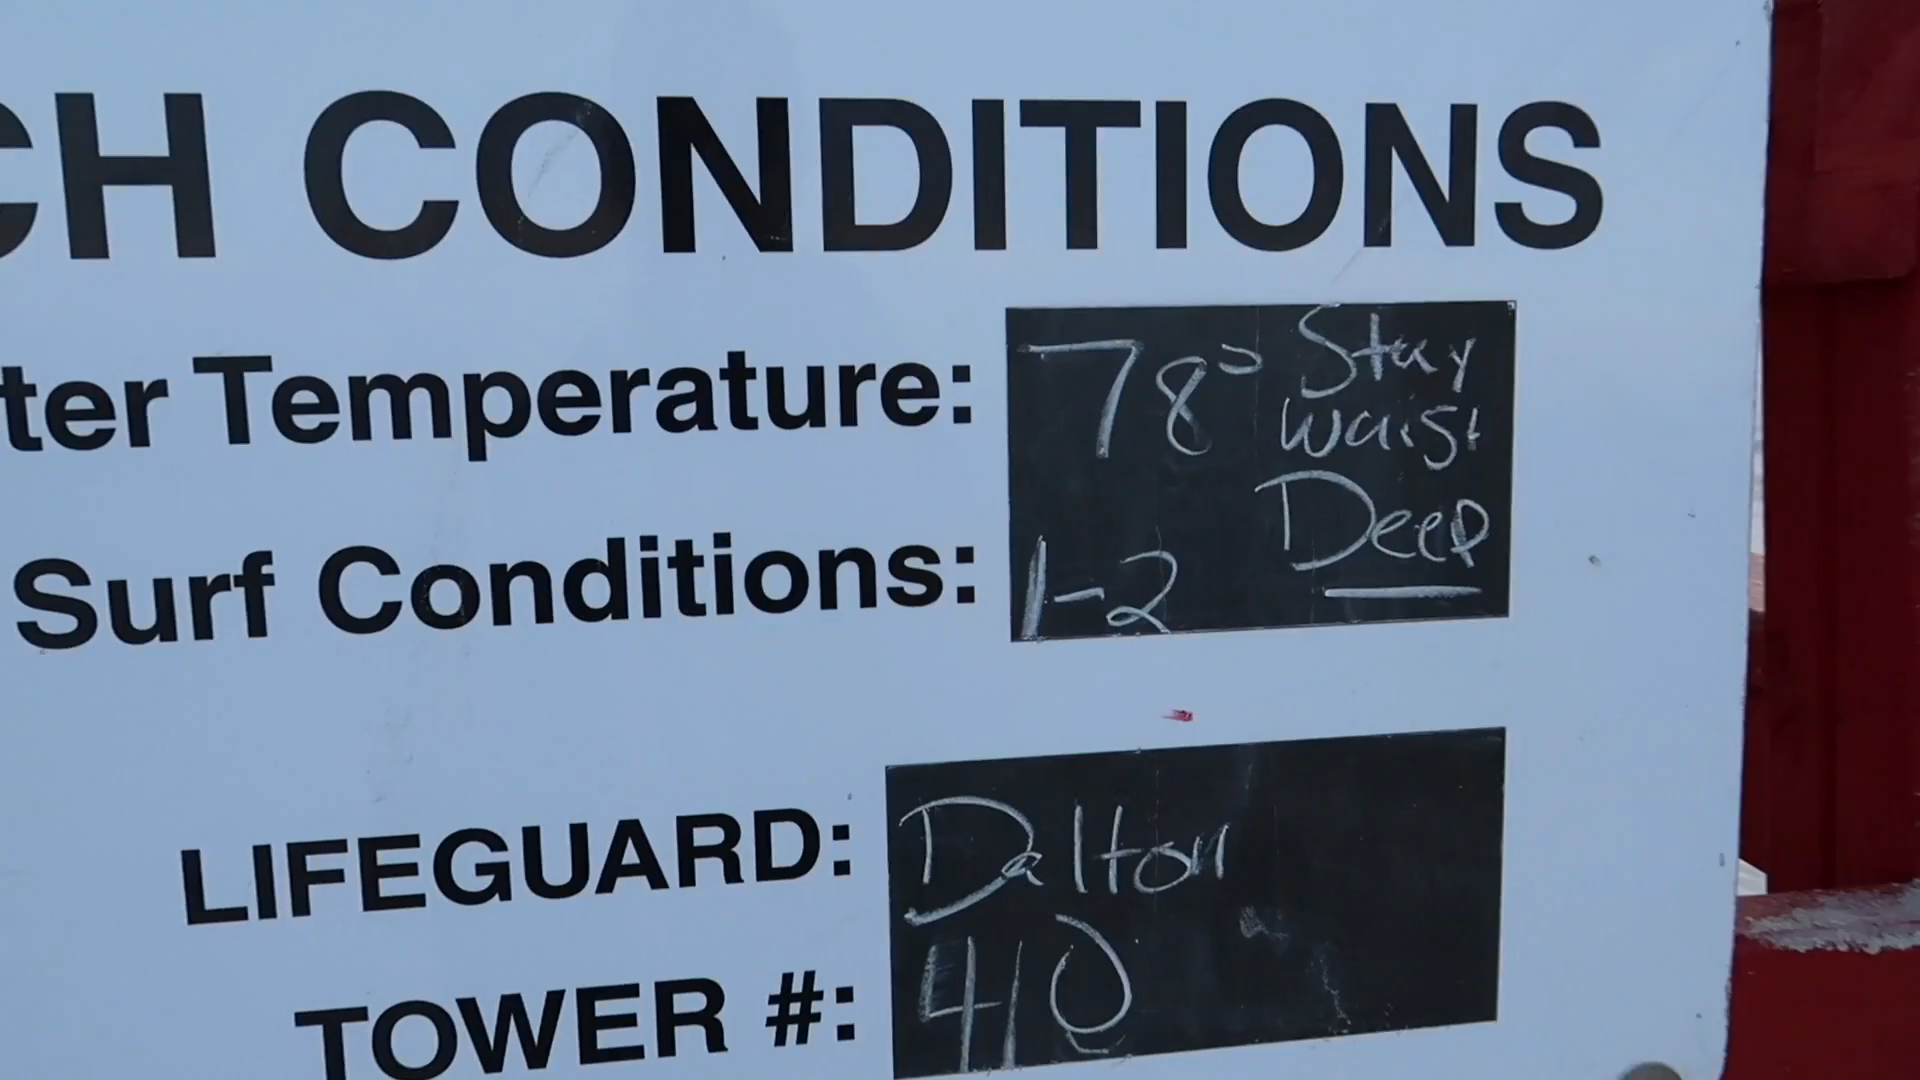 CH CONDITIONS
ter Temperature: 78° Stay
waist
Deep
Surf Conditions: 1-2
LIFEGUARD: Dalton
TOWER #: 410